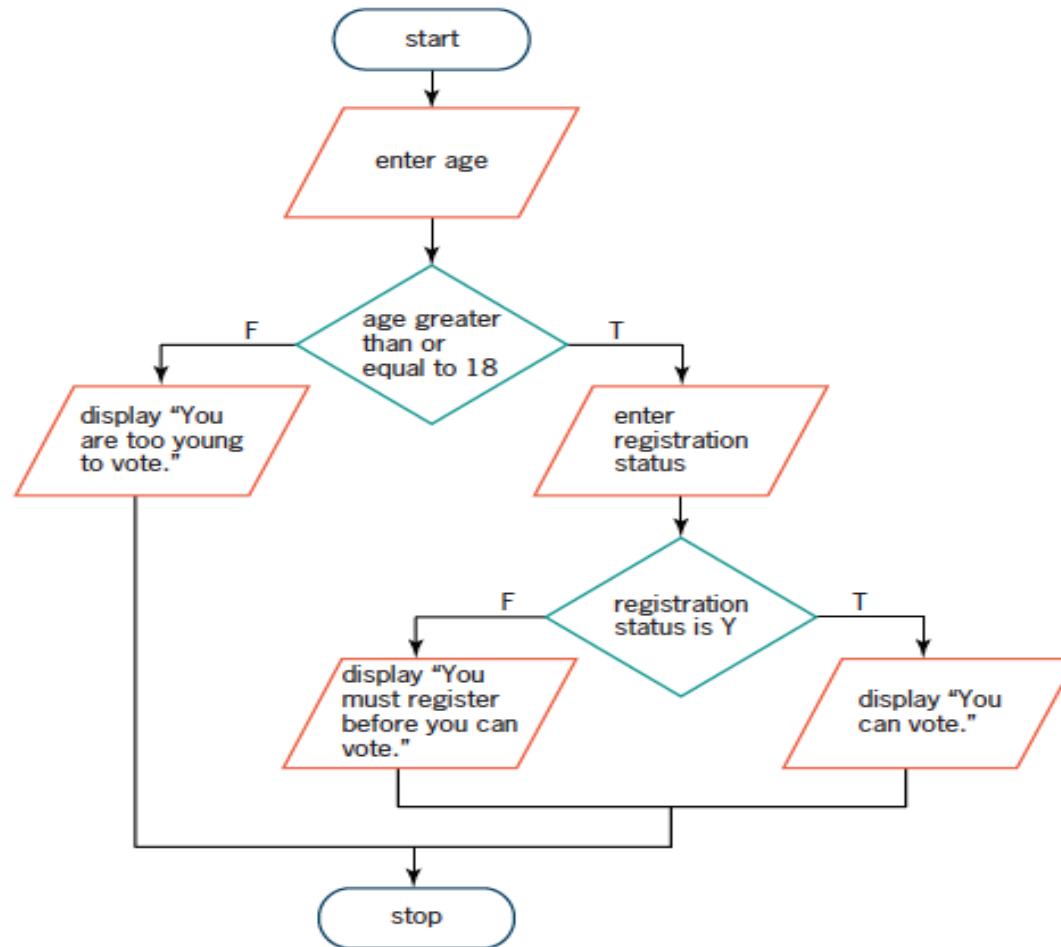 start
enter age
age greater
than or
equal to 18
F
T
display “You
are too young
to vote.”
enter
registration
status
registration
status is Y
F
T
display “You
must register
before you can
vote.”
display “You
can vote.”
stop